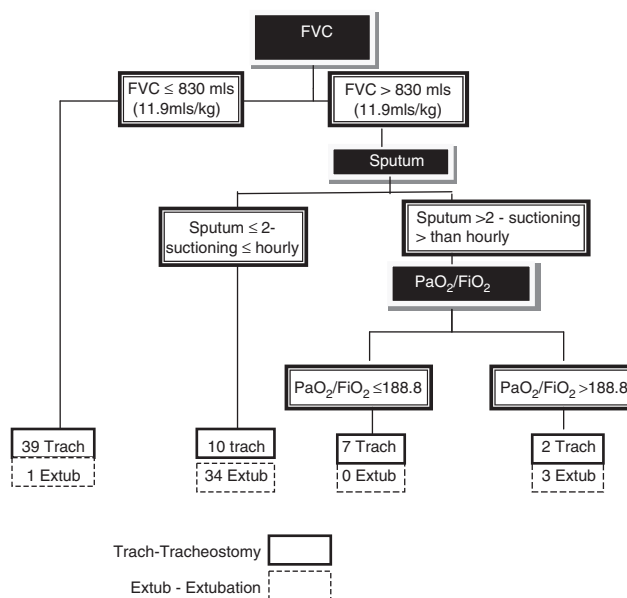 FVC
FVC ≤ 830 mls
(11.9mls/kg)
FVC > 830 mls
(11.9mls/kg)
Sputum
Sputum ≤ 2-
suctioning ≤ hourly
Sputum >2 - suctioning
> than hourly
PaO₂/FiO₂
PaO₂/FiO₂ ≤188.8
PaO₂/FiO₂ >188.8
39 Trach
1 Extub
10 trach
34 Extub
7 Trach
0 Extub
2 Trach
3 Extub
Trach-Tracheostomy
Extub - Extubation